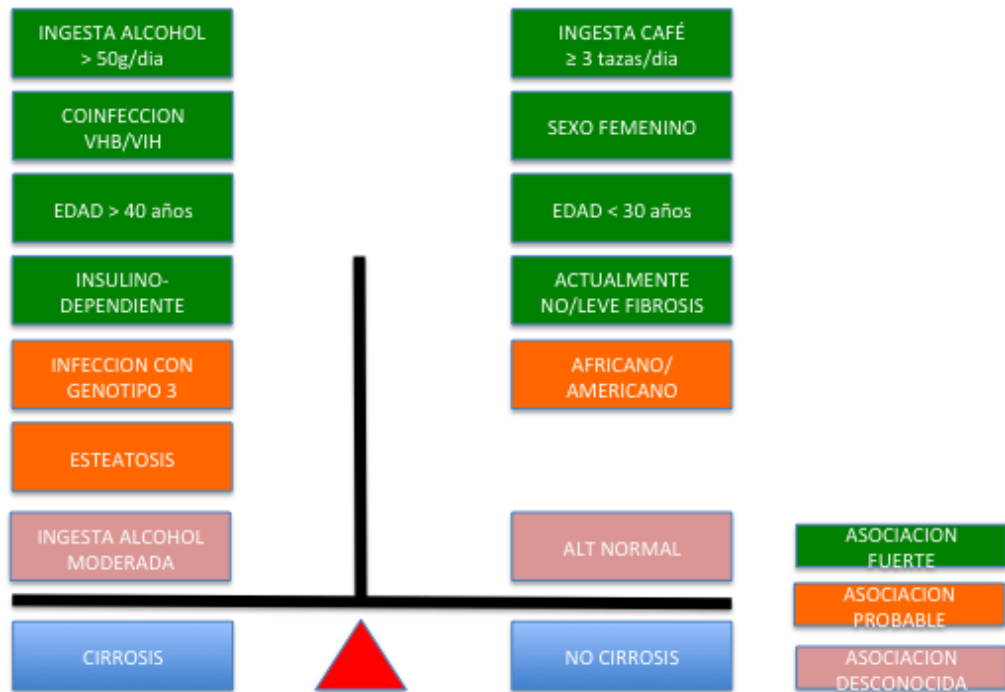 INGESTA ALCOHOL
> 50g/dia
COINFECCION
VHB/VIH
EDAD > 40 años
INSULINO-
DEPENDIENTE
INFECCION CON
GENOTIPO 3
ESTEATOSIS
INGESTA ALCOHOL
MODERADA
CIRROSIS
INGESTA CAFÉ
≥ 3 tazas/dia
SEXO FEMENINO
EDAD < 30 años
ACTUALMENTE
NO/LEVE FIBROSIS
AFRICANO/
AMERICANO
ALT NORMAL
NO CIRROSIS
ASOCIACION
FUERTE
ASOCIACION
PROBABLE
ASOCIACION
DESCONOCIDA